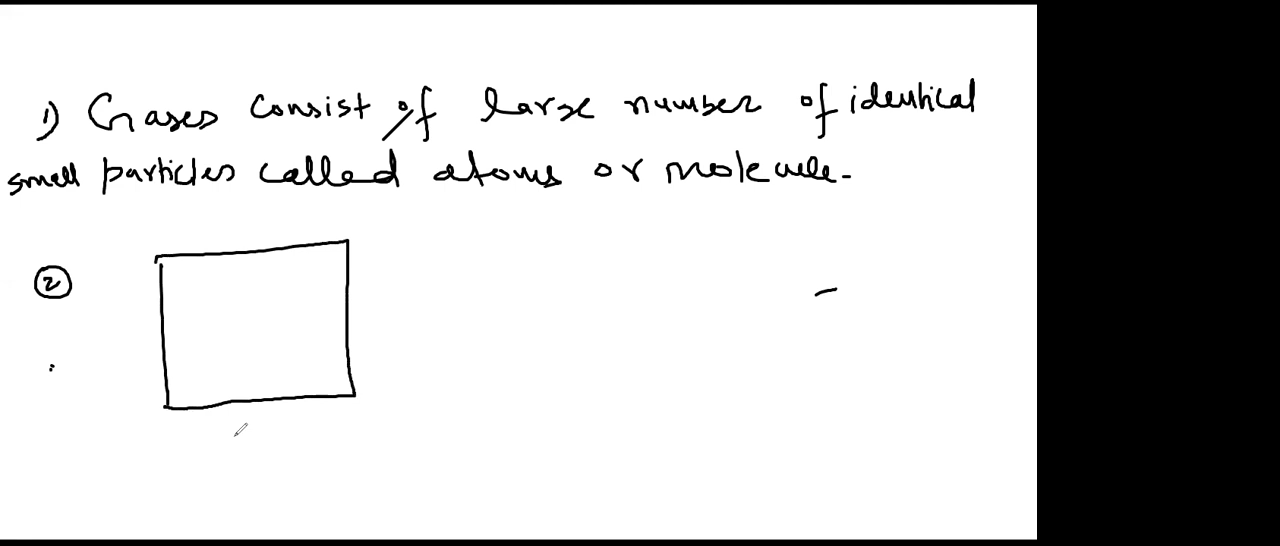 1) Gases consist of large number of identical
small particles called atoms or molecule.
2